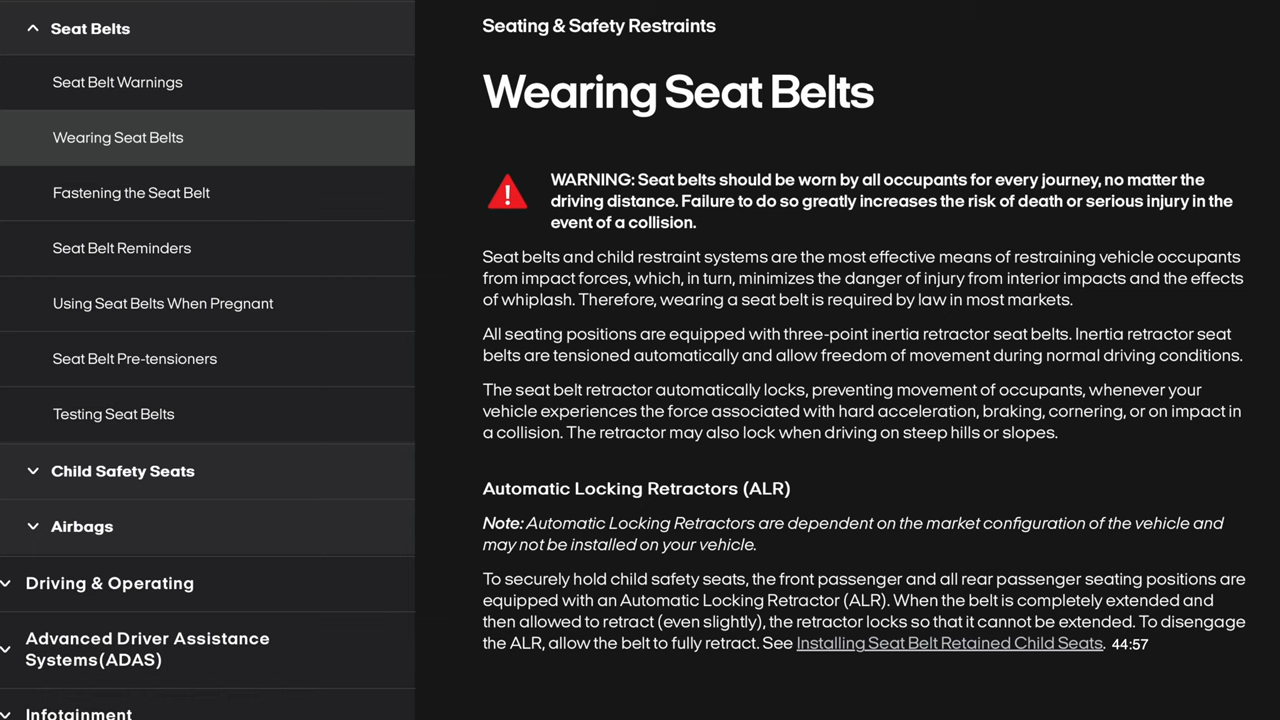 Seat Belts
Seat Belt Warnings
Wearing Seat Belts
Fastening the Seat Belt
Seat Belt Reminders
Using Seat Belts When Pregnant
Seat Belt Pre-tensioners
Testing Seat Belts
Child Safety Seats
Airbags
Driving & Operating
Advanced Driver Assistance
Systems(ADAS)
Infotainment
Seating & Safety Restraints
Wearing Seat Belts
WARNING: Seat belts should be worn by all occupants for every journey, no matter the
driving distance. Failure to do so greatly increases the risk of death or serious injury in the
event of a collision.
Seat belts and child restraint systems are the most effective means of restraining vehicle occupants
from impact forces, which, in turn, minimizes the danger of injury from interior impacts and the effects
of whiplash. Therefore, wearing a seat belt is required by law in most markets.
All seating positions are equipped with three-point inertia retractor seat belts. Inertia retractor seat
belts are tensioned automatically and allow freedom of movement during normal driving conditions.
The seat belt retractor automatically locks, preventing movement of occupants, whenever your
vehicle experiences the force associated with hard acceleration, braking, cornering, or on impact in
a collision. The retractor may also lock when driving on steep hills or slopes.
Automatic Locking Retractors (ALR)
Note: Automatic Locking Retractors are dependent on the market configuration of the vehicle and
may not be installed on your vehicle.
To securely hold child safety seats, the front passenger and all rear passenger seating positions are
equipped with an Automatic Locking Retractor (ALR). When the belt is completely extended and
then allowed to retract (even slightly), the retractor locks so that it cannot be extended. To disengage
the ALR, allow the belt to fully retract. See Installing Seat Belt Retained Child Seats. 44:57